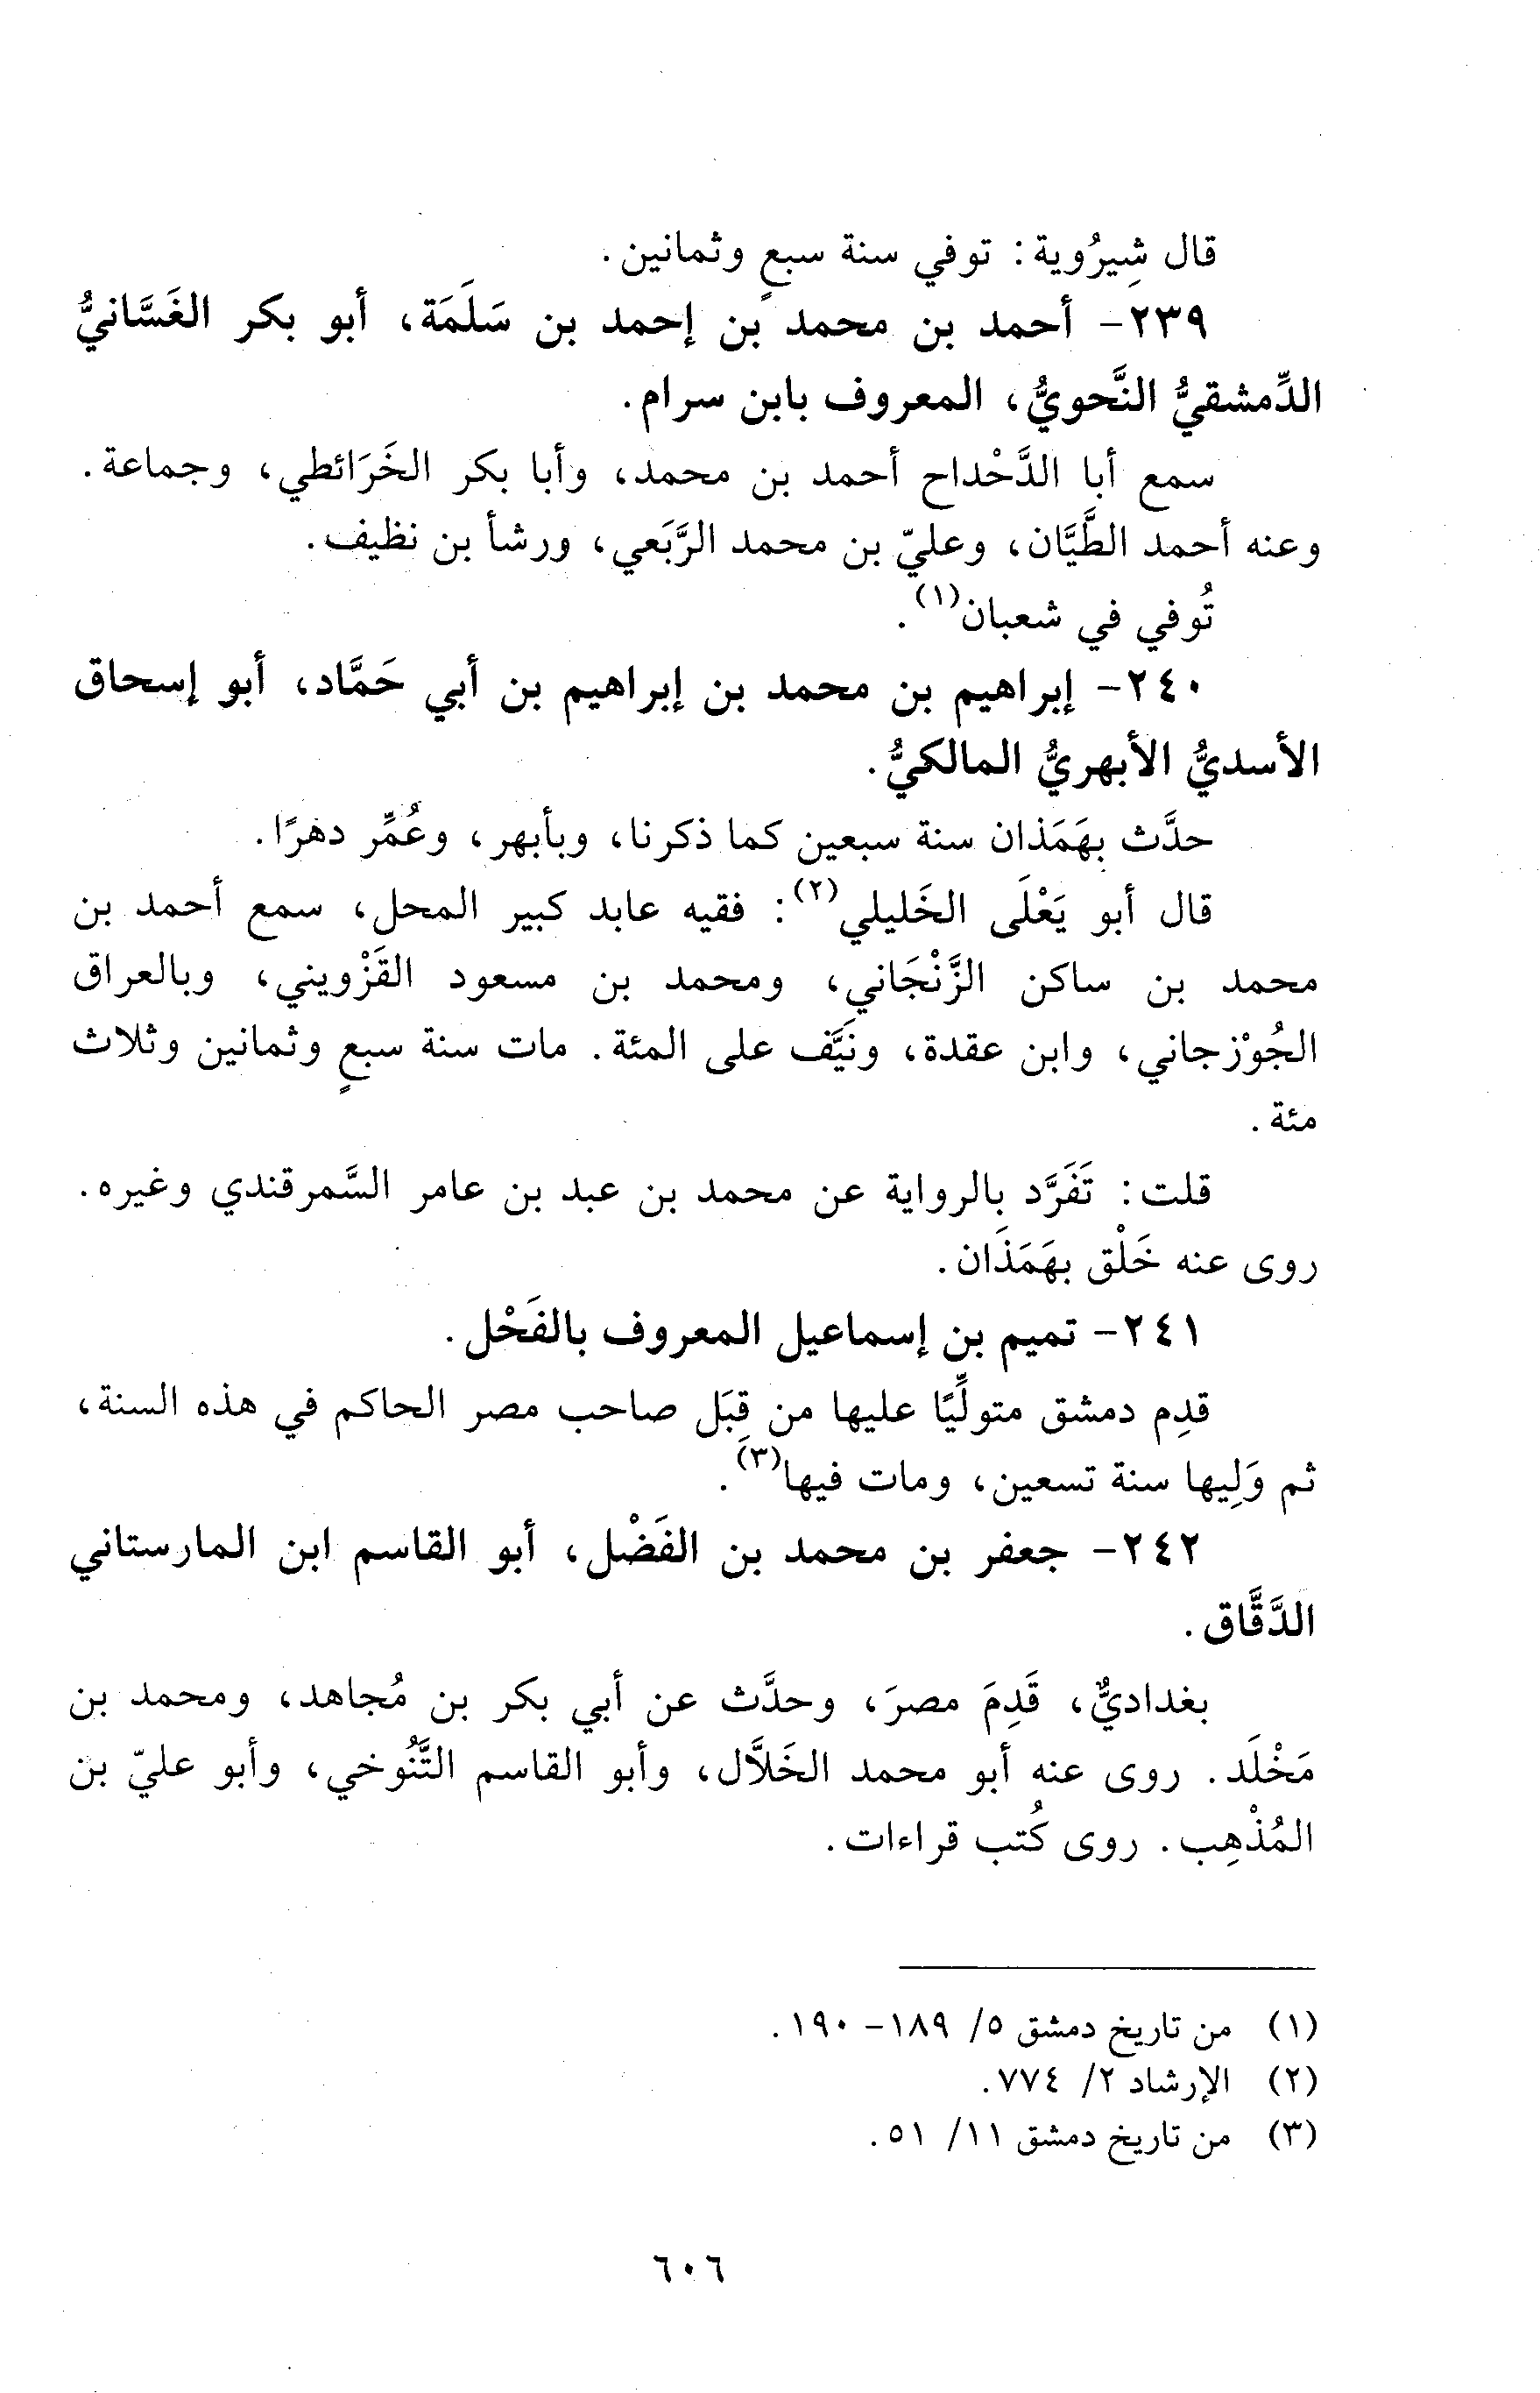 قال شِيرُوية: توفي سنة سبعٍ وثمانين.
٢٣٩- أحمد بن محمد بن إحمد بن سَلَمَة، أبو بكر الغَسَّانيُّ
الدِّمشقيُّ النَّحويُّ، المعروف بابن سرام.
سمع أبا الدَّحْداح أحمد بن محمد، وأبا بكر الخَرَائطي، وجماعة.
وعنه أحمد الطَّيَّان، وعليّ بن محمد الرَّبَعي، ورشأ بن نظيف.
تُوفي في شعبان(١).
٢٤٠- إبراهيم بن محمد بن إبراهيم بن أبي حَمَّاد، أبو إسحاق
الأسديُّ الأبهريُّ المالكيُّ.
حدَّث بهَمَذان سنة سبعين كما ذكرنا، وبأبهر، وعُمِّر دهرًا.
قال أبو يَعْلَى الخَليلي(٢): فقيه عابد كبير المحل، سمع أحمد بن
محمد بن ساكن الزَّنْجَاني، ومحمد بن مسعود القَزْويني، وبالعراق
الجُوْزجاني، وابن عقدة، ونَيَّف على المئة. مات سنة سبعٍ وثمانين وثلاث
مئة.
قلت: تَفَرَّد بالرواية عن محمد بن عبد بن عامر السَّمرقندي وغيره.
روى عنه خَلْق بهَمَذَان.
٢٤١- تميم بن إسماعيل المعروف بالفَحْل.
قدِم دمشق متولِّيًا عليها من قِبَل صاحب مصر الحاكم في هذه السنة،
ثم وَلِيها سنة تسعين، ومات فيها(٣).
٢٤٢- جعفر بن محمد بن الفَضْل، أبو القاسم ابن المارستاني
الدَّقَّاق.
بغداديٌّ، قَدِمَ مصرَ، وحدَّث عن أبي بكر بن مُجاهد، ومحمد بن
مَخْلَد. روى عنه أبو محمد الخَلاَّل، وأبو القاسم التَّنُوخي، وأبو عليّ بن
المُذْهِب. روى كُتب قراءات.
(١) من تاريخ دمشق ٥/ ١٨٩- ١٩٠.
(٢) الإرشاد ٢/ ٧٧٤.
(٣) من تاريخ دمشق ١١/ ٥١.
٦٠٦